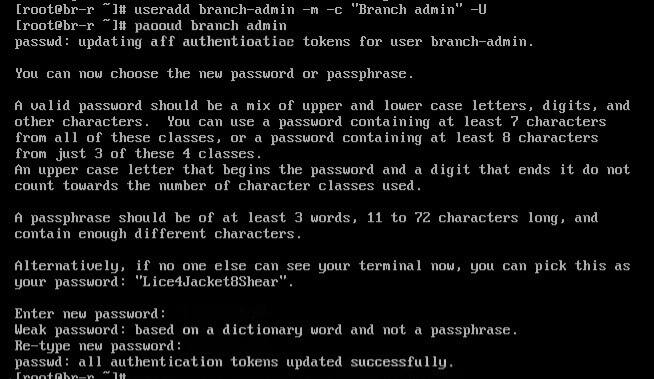 [root@br-r ~]# useradd branch-admin -m -c "Branch admin" -U
[root@br-r ~]# paooud branch admin
passwd: updating aff authentioatiac tokens for user branch-admin.
You can now choose the new password or passphrase.
A valid password should be a mix of upper and lower case letters, digits, and
other characters.  You can use a password containing at least 7 characters
from all of these classes, or a password containing at least 8 characters
from just 3 of these 4 classes.
An upper case letter that begins the password and a digit that ends it do not
count towards the number of character classes used.
A passphrase should be of at least 3 words, 11 to 72 characters long, and
contain enough different characters.
Alternatively, if no one else can see your terminal now, you can pick this as
your password: "Lice4Jacket8Shear".
Enter new password:
Weak password: based on a dictionary word and not a passphrase.
Re-type new password:
passwd: all authentication tokens updated successfully.
[root@br-r ~]#